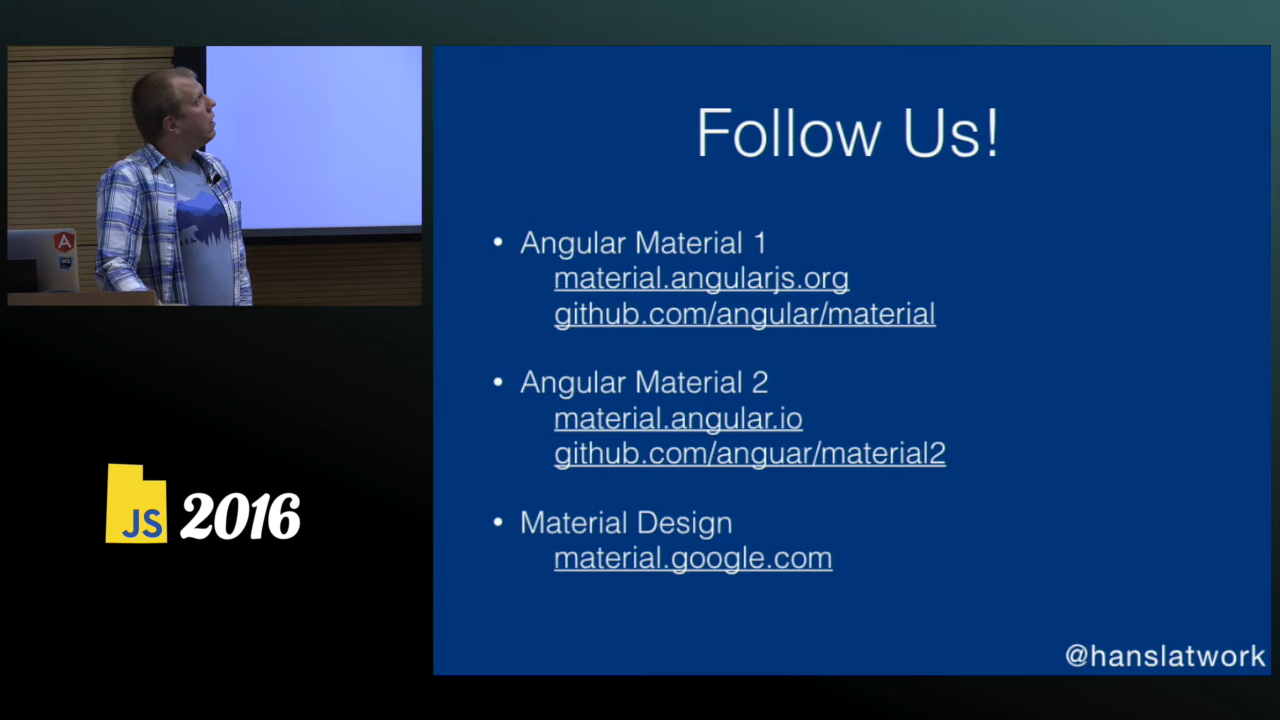 Follow Us!
• Angular Material 1
material.angularjs.org
github.com/angular/material
• Angular Material 2
material.angular.io
github.com/anguar/material2
• Material Design
material.google.com
@hanslatwork
JS 2016
A